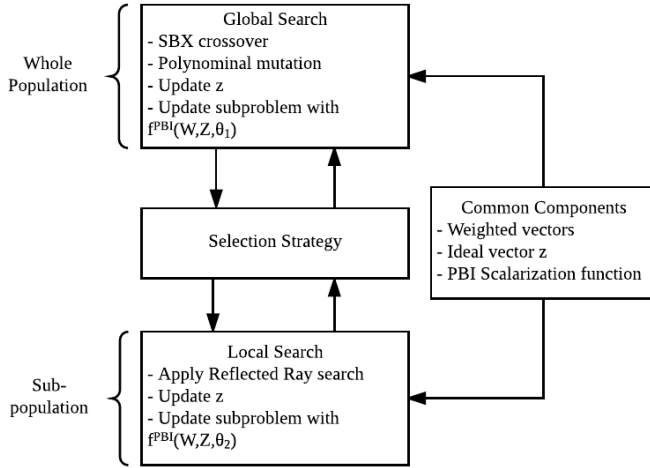 Whole
Population
Global Search
- SBX crossover
- Polynominal mutation
- Update z
- Update subproblem with
f^PBI(W,Z,θ₁)
Selection Strategy
Common Components
- Weighted vectors
- Ideal vector z
- PBI Scalarization function
Sub-
population
Local Search
- Apply Reflected Ray search
- Update z
- Update subproblem with
f^PBI(W,Z,θ₂)